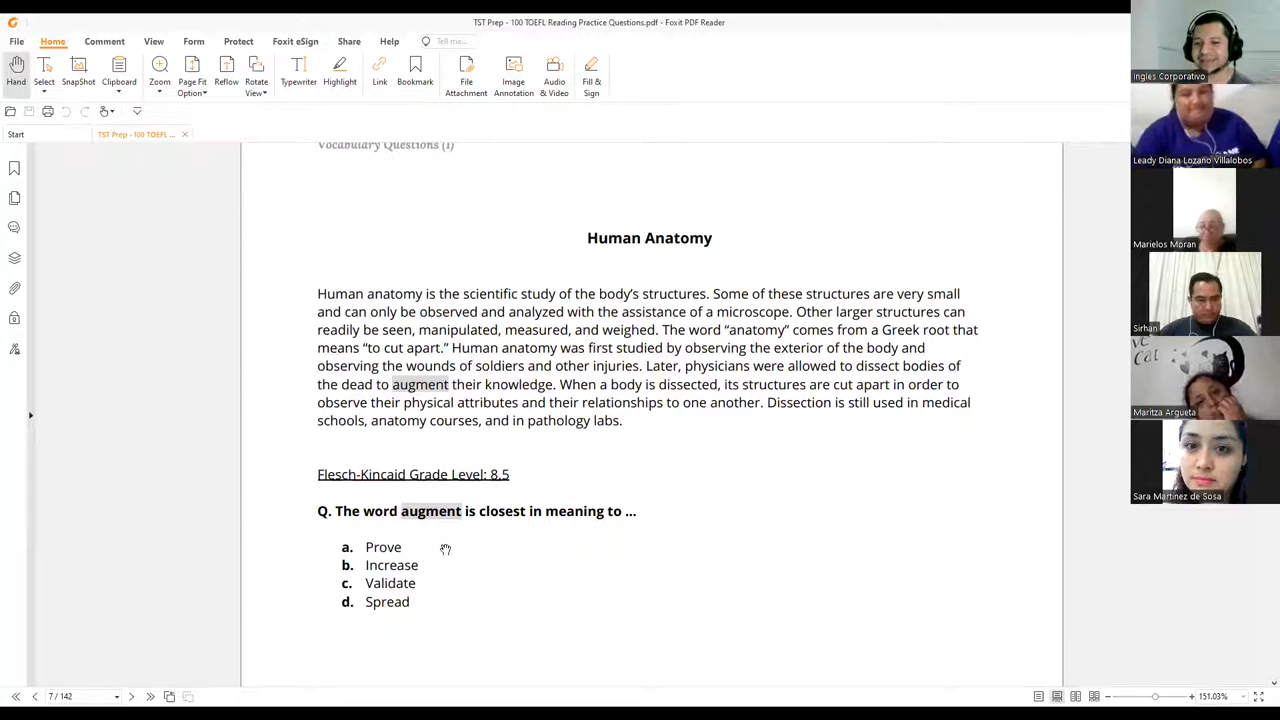 TST Prep - 100 TOEFL Reading Practice Questions.pdf - Foxit PDF Reader
File Home Comment View Form Protect Foxit eSign Share Help Tell me...
Hand Select SnapShot Clipboard Zoom Page Fit Option Reflow Rotate View Typewriter Highlight Link Bookmark File Attachment Image Annotation Audio & Video Fill & Sign
Start TST Prep - 100 TOEFL ...
Vocabulary Questions (1)
Human Anatomy
Human anatomy is the scientific study of the body’s structures. Some of these structures are very small
and can only be observed and analyzed with the assistance of a microscope. Other larger structures can
readily be seen, manipulated, measured, and weighed. The word “anatomy” comes from a Greek root that
means “to cut apart.” Human anatomy was first studied by observing the exterior of the body and
observing the wounds of soldiers and other injuries. Later, physicians were allowed to dissect bodies of
the dead to augment their knowledge. When a body is dissected, its structures are cut apart in order to
observe their physical attributes and their relationships to one another. Dissection is still used in medical
schools, anatomy courses, and in pathology labs.
Flesch-Kincaid Grade Level: 8.5
Q. The word augment is closest in meaning to ...
a. Prove
b. Increase
c. Validate
d. Spread
7 / 142
151.03%
Ingles Corporativo
Leady Diana Lozano Villalobos
Marielos Moran
Sirhan
cat
Maritza Argueta
Sara Martinez de Sosa